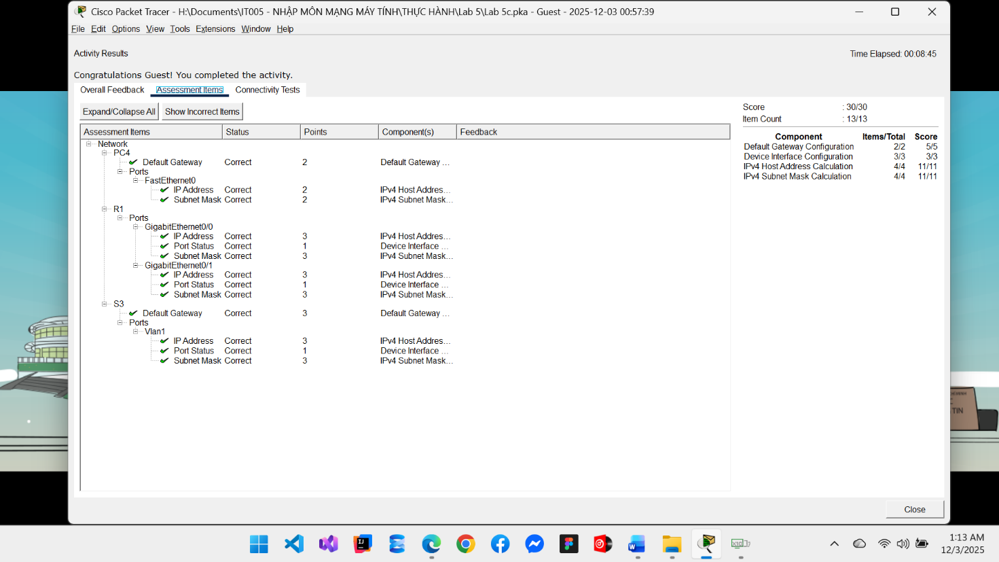 Cisco Packet Tracer - H:\Documents\IT005 - NHẬP MÔN MẠNG MÁY TÍNH\THỰC HÀNH\Lab 5\Lab 5c.pka - Guest - 2025-12-03 00:57:39
File Edit Options View Tools Extensions Window Help
Activity Results
Time Elapsed: 00:08:45
Congratulations Guest! You completed the activity.
Overall Feedback Assessment Items Connectivity Tests
Expand/Collapse All Show Incorrect Items
Assessment Items Status Points Component(s) Feedback
Network
PC4
Default Gateway Correct 2 Default Gateway ...
Ports
FastEthernet0
IP Address Correct 2 IPv4 Host Addres...
Subnet Mask Correct 2 IPv4 Subnet Mask...
R1
Ports
GigabitEthernet0/0
IP Address Correct 3 IPv4 Host Addres...
Port Status Correct 1 Device Interface ...
Subnet Mask Correct 3 IPv4 Subnet Mask...
GigabitEthernet0/1
IP Address Correct 3 IPv4 Host Addres...
Port Status Correct 1 Device Interface ...
Subnet Mask Correct 3 IPv4 Subnet Mask...
S3
Default Gateway Correct 3 Default Gateway ...
Ports
Vlan1
IP Address Correct 3 IPv4 Host Addres...
Port Status Correct 1 Device Interface ...
Subnet Mask Correct 3 IPv4 Subnet Mask...
Score : 30/30
Item Count : 13/13
Component Items/Total Score
Default Gateway Configuration 2/2 5/5
Device Interface Configuration 3/3 3/3
IPv4 Host Address Calculation 4/4 11/11
IPv4 Subnet Mask Calculation 4/4 11/11
TIN
Close
1:13 AM
12/3/2025